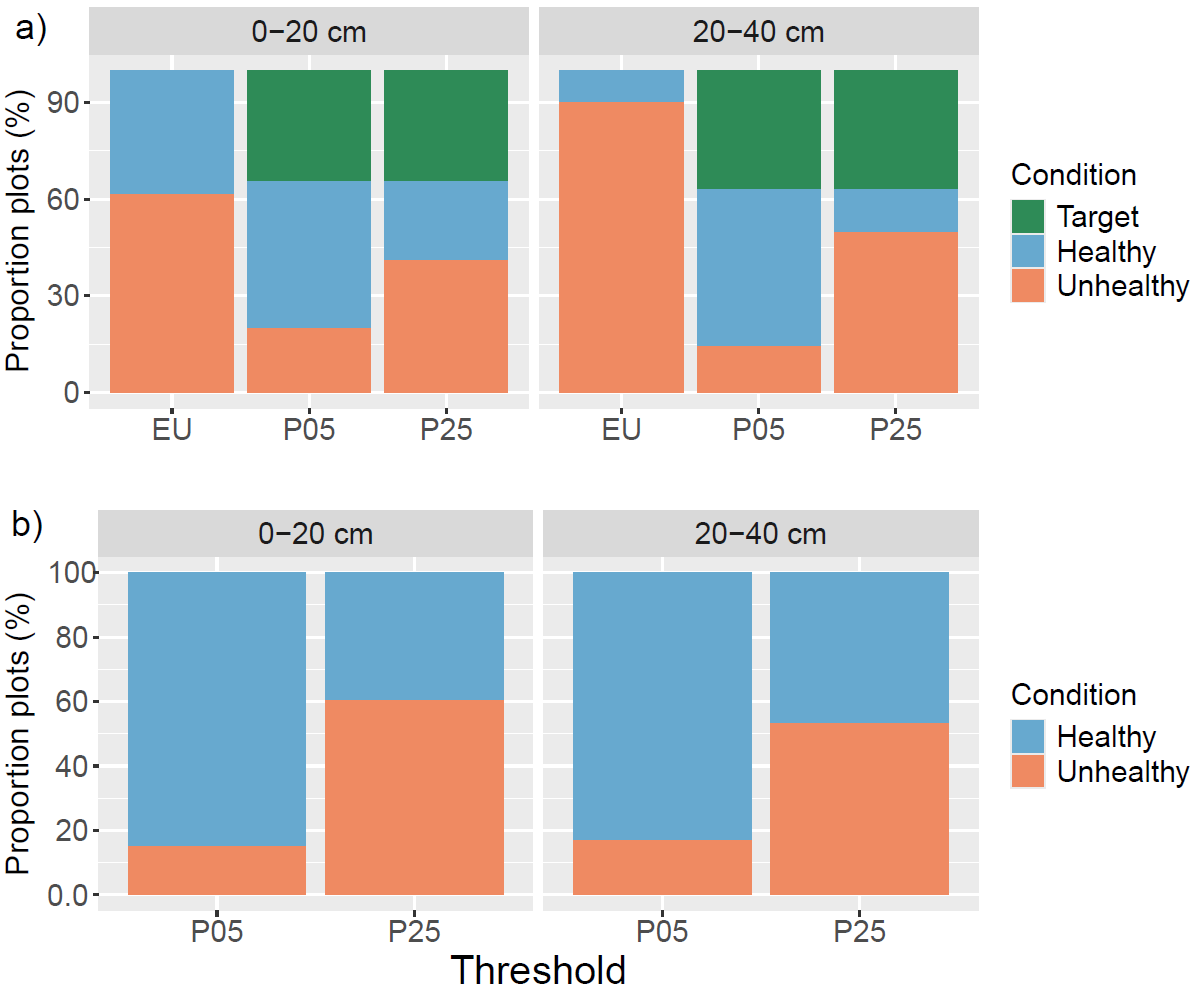 a)
0−20 cm
20−40 cm
Proportion plots (%)
90
60
30
0
EU
P05
P25
EU
P05
P25
Condition
Target
Healthy
Unhealthy
b)
0−20 cm
20−40 cm
Proportion plots (%)
100
80
60
40
20
0.0
P05
P25
P05
P25
Threshold
Condition
Healthy
Unhealthy